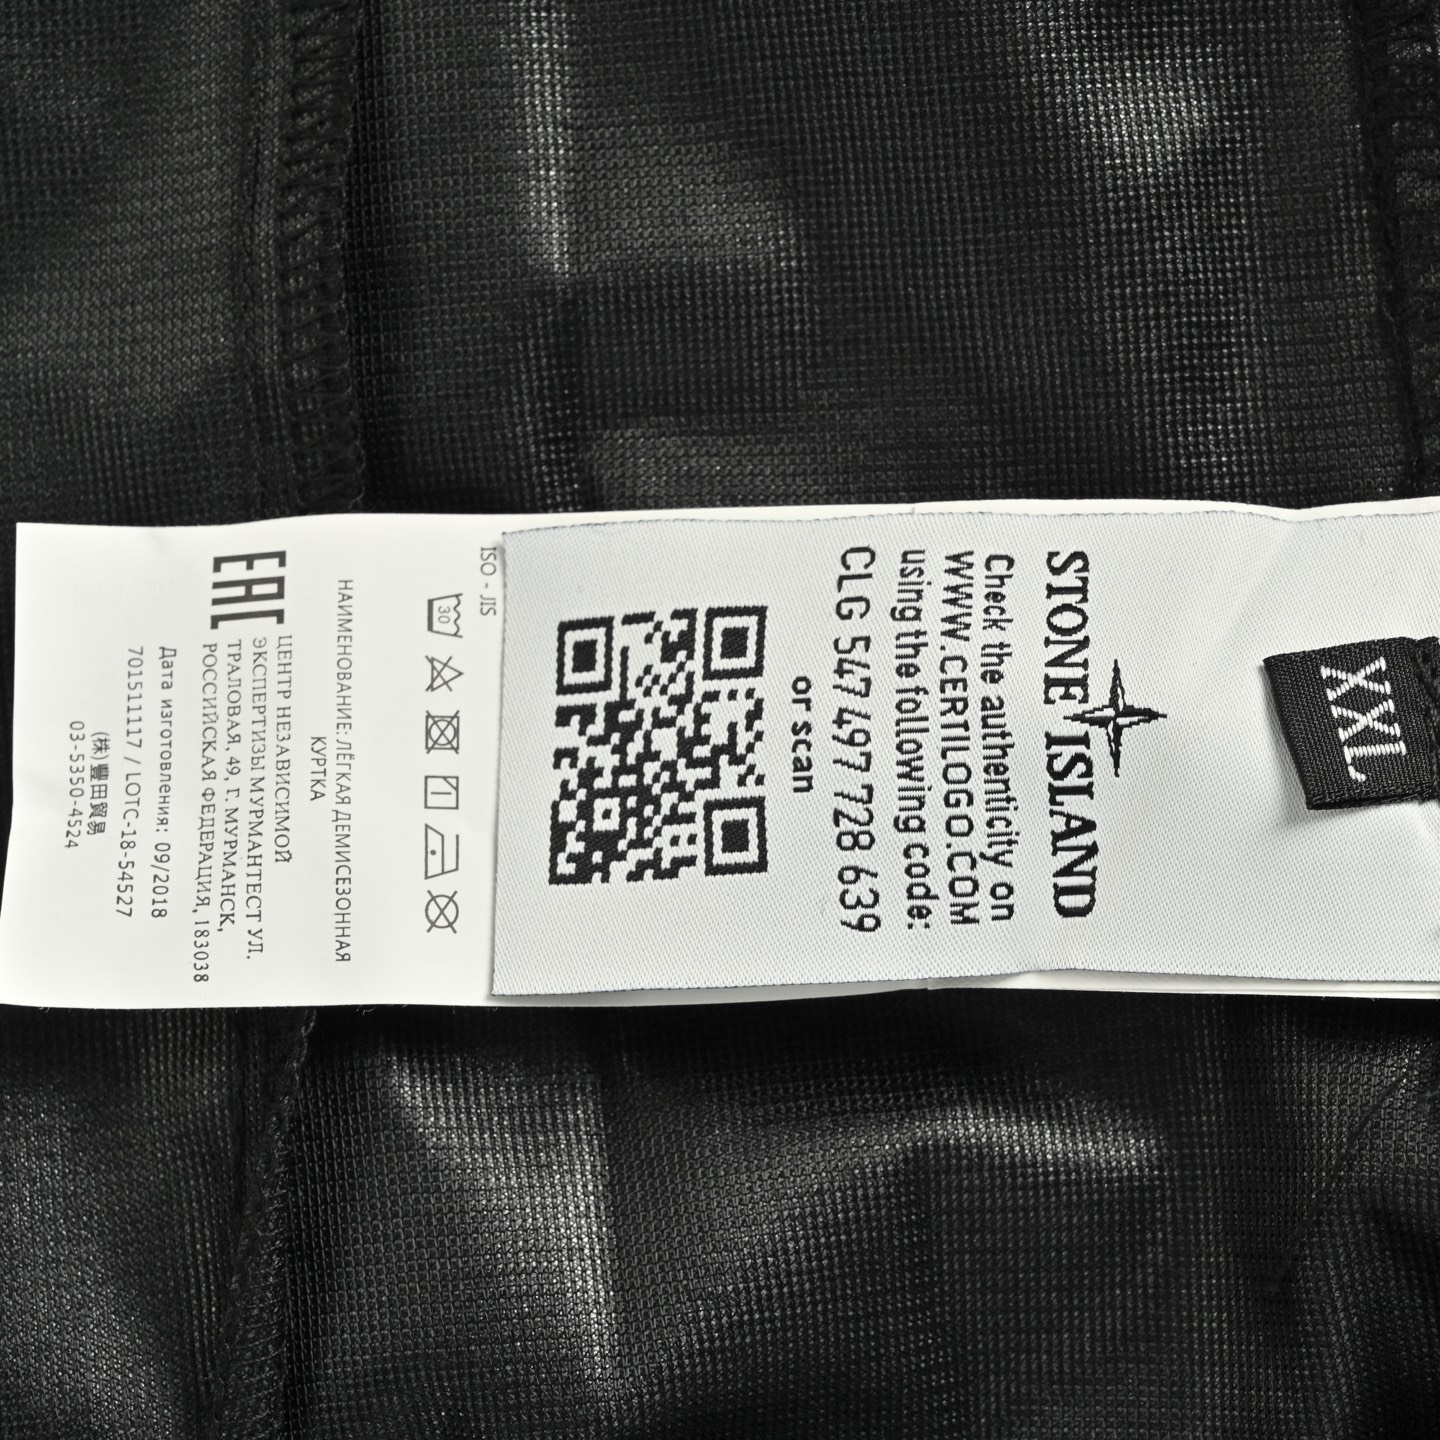 XXL
STONE ISLAND
Check the authenticity on
WWW.CERTILOGO.COM
using the following code:
CLG 547 497 728 639
or scan
ISO - JIS
30
НАИМЕНОВАНИЕ: ЛЁГКАЯ ДЕМИСЕЗОННАЯ
КУРТКА
EAC
ЦЕНТР НЕЗАВИСИМОЙ
ЭКСПЕРТИЗЫ МУРМАНТЕСТ УЛ.
ТРАЛОВАЯ, 49, Г. МУРМАНСК,
РОССИЙСКАЯ ФЕДЕРАЦИЯ, 183038
Дата изготовления: 09/2018
701511117 / LOTC-18-54527
(株)豊田貿易
03-5350-4524